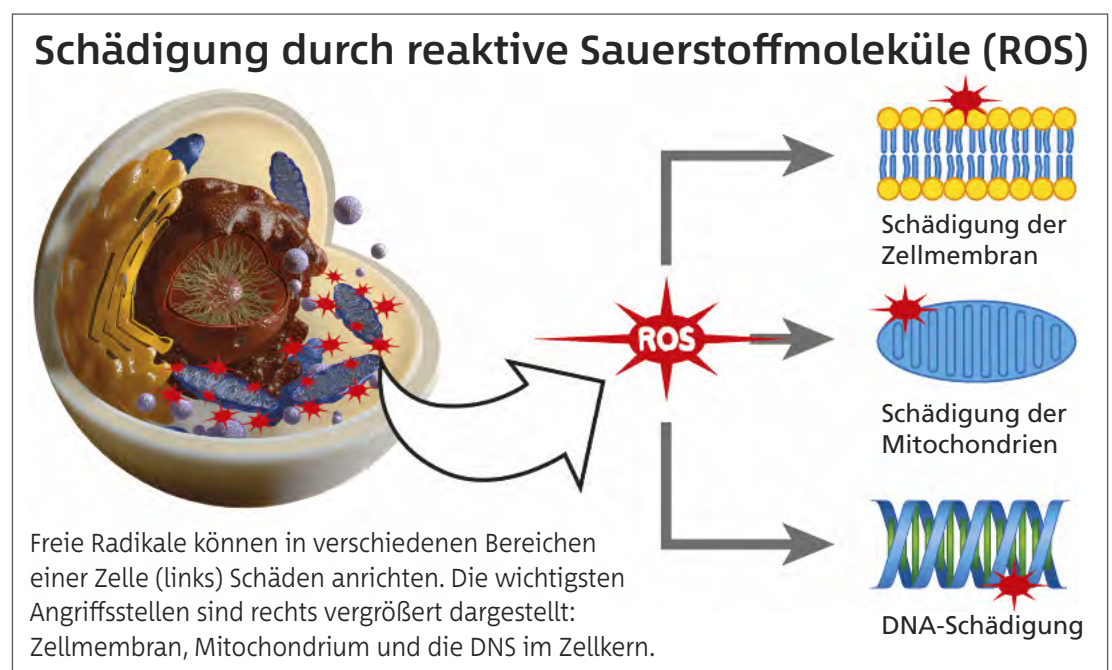 Schädigung durch reaktive Sauerstoffmoleküle (ROS)
Schädigung der
Zellmembran
ROS
Schädigung der
Mitochondrien
Freie Radikale können in verschiedenen Bereichen
einer Zelle (links) Schäden anrichten. Die wichtigsten
Angriffsstellen sind rechts vergrößert dargestellt:
Zellmembran, Mitochondrium und die DNS im Zellkern.
DNA-Schädigung